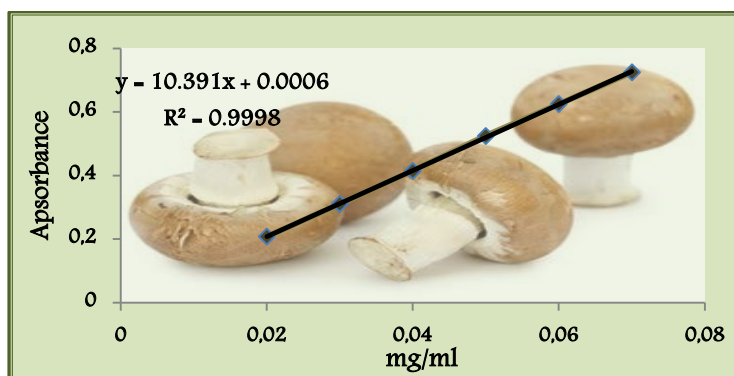 0,8
y = 10.391x + 0.0006
0,6
R² = 0.9998
0,4
0,2
0
Apsorbance
0 0,02 0,04 0,06 0,08
mg/ml